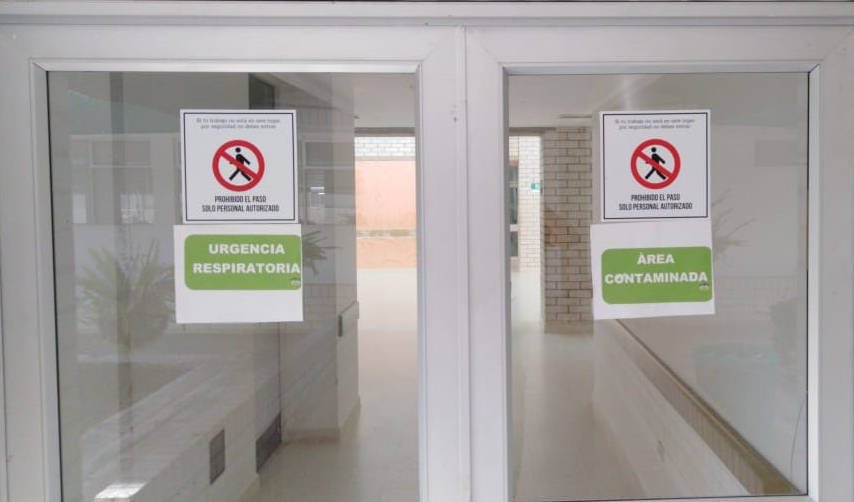 Si tu trabajo no está en este lugar,
por seguridad no debes entrar
PROHIBIDO EL PASO
SOLO PERSONAL AUTORIZADO
URGENCIA
RESPIRATORIA
Si tu trabajo no está en este lugar,
por seguridad no debes entrar
PROHIBIDO EL PASO
SOLO PERSONAL AUTORIZADO
ÀREA
CONTAMINADA